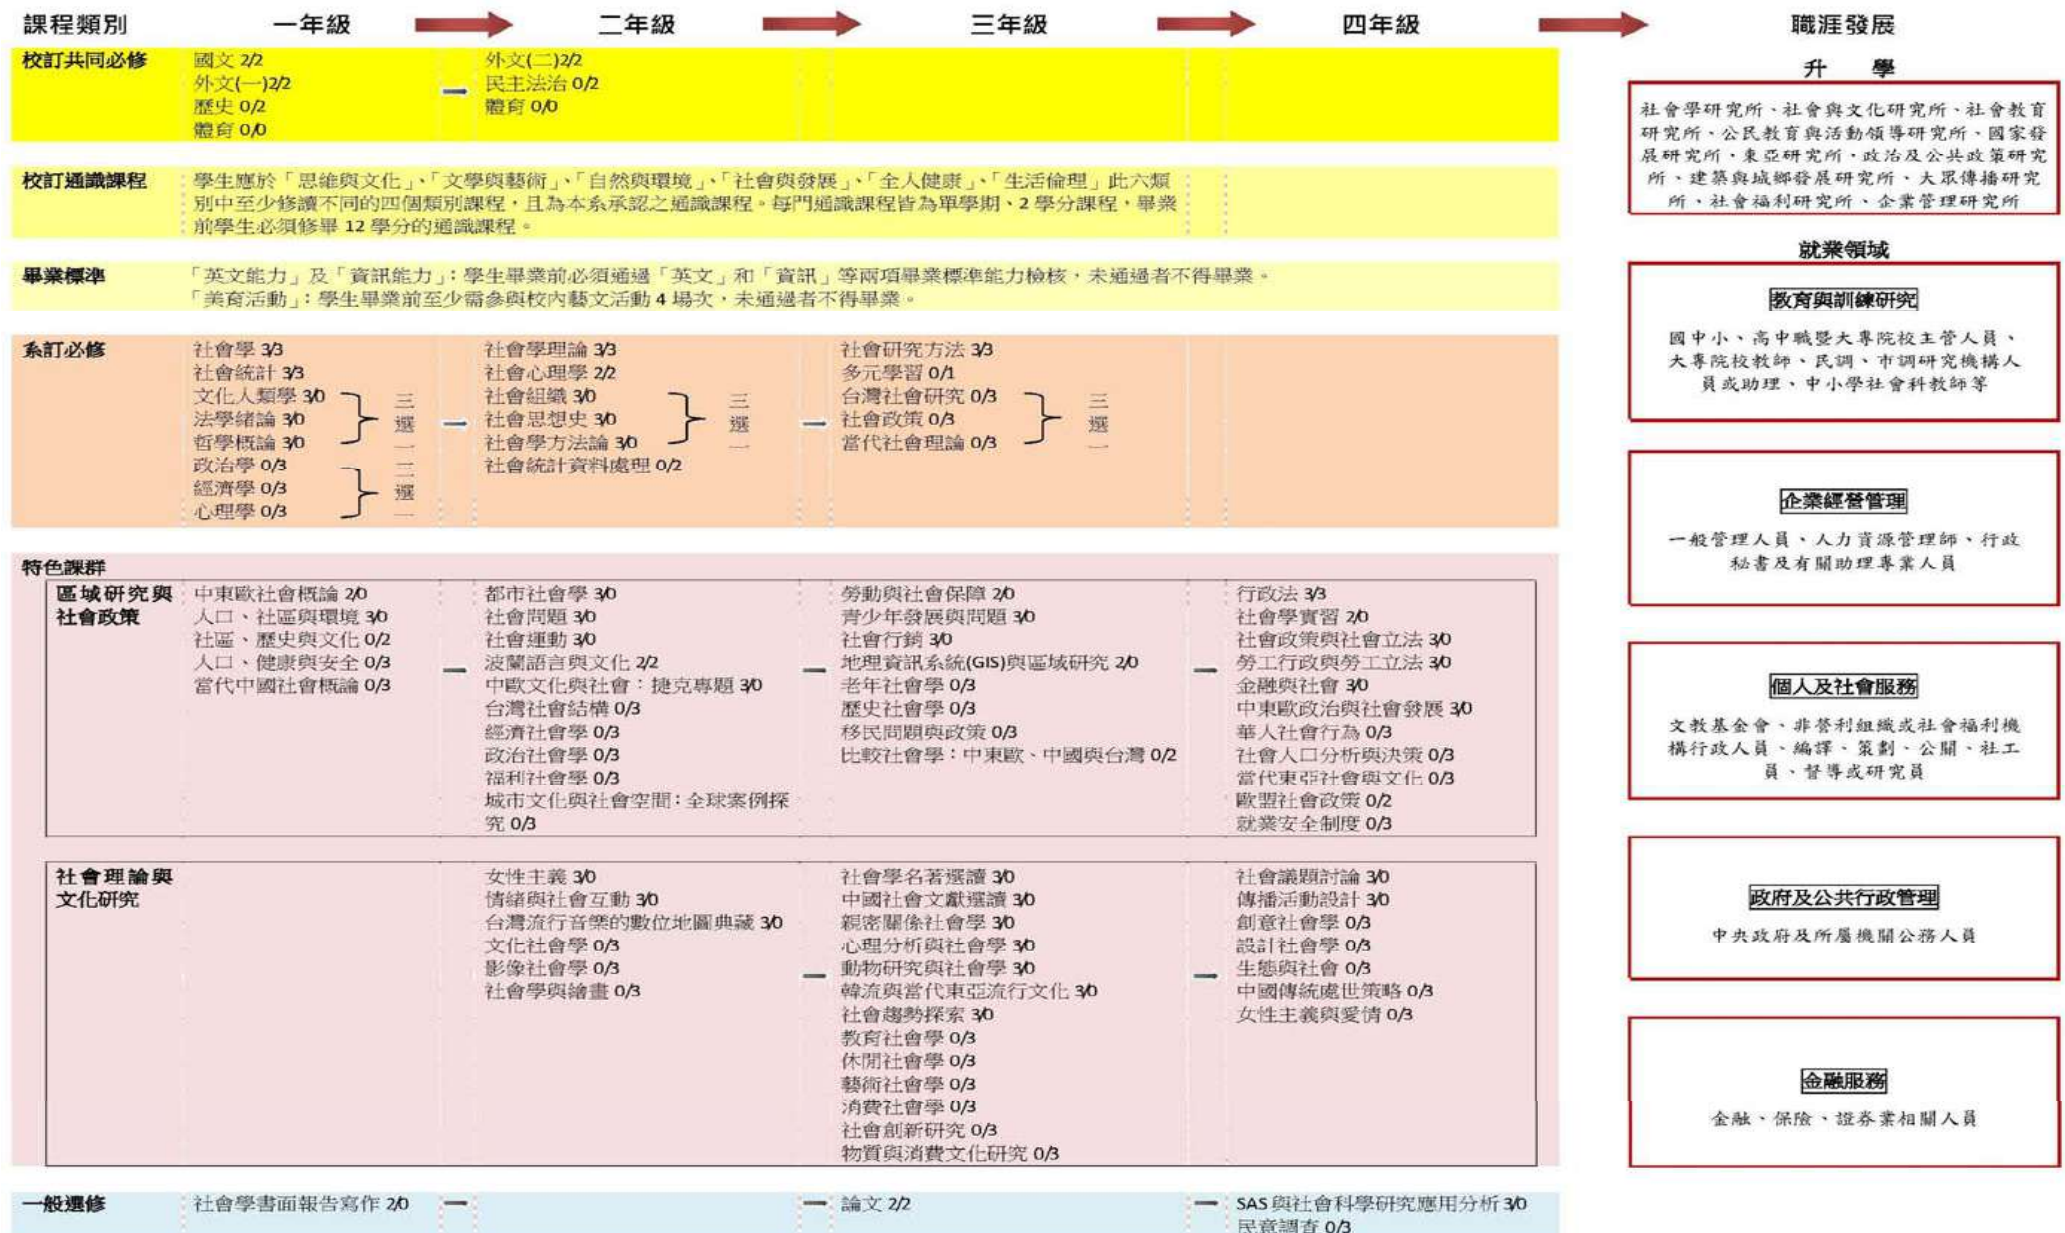 課程類別 一年級 二年級 三年級 四年級 職涯發展
校訂共同必修
國文 2/2
外文(一)2/2
歷史 0/2
體育 0/0
外文(二)2/2
民主法治 0/2
體育 0/0
校訂通識課程
學生應於「思維與文化」、「文學與藝術」、「自然與環境」、「社會與發展」、「全人健康」、「生活倫理」此六類
別中至少修讀不同的四個類別課程，且為本系承認之通識課程。每門通識課程皆為單學期、2 學分課程，畢業
前學生必須修畢 12 學分的通識課程。
畢業標準
「英文能力」及「資訊能力」：學生畢業前必須通過「英文」和「資訊」等兩項畢業標準能力檢核，未通過者不得畢業。
「美育活動」：學生畢業前至少需參與校內藝文活動 4 場次，未通過者不得畢業。
系訂必修
社會學 3/3
社會統計 3/3
文化人類學 3/0
法學緒論 3/0
哲學概論 3/0
三選一
政治學 0/3
經濟學 0/3
心理學 0/3
三選一
社會學理論 3/3
社會心理學 2/2
社會組織 3/0
社會思想史 3/0
社會學方法論 3/0
三選一
社會統計資料處理 0/2
社會研究方法 3/3
多元學習 0/1
台灣社會研究 0/3
社會政策 0/3
當代社會理論 0/3
三選一
特色課群
區域研究與
社會政策
中東歐社會概論 2/0
人口、社區與環境 3/0
社區、歷史與文化 0/2
人口、健康與安全 0/3
當代中國社會概論 0/3
都市社會學 3/0
社會問題 3/0
社會運動 3/0
波蘭語言與文化 2/2
中歐文化與社會：捷克專題 3/0
台灣社會結構 0/3
經濟社會學 0/3
政治社會學 0/3
福利社會學 0/3
城市文化與社會空間：全球案例探
究 0/3
勞動與社會保障 2/0
青少年發展與問題 3/0
社會行銷 3/0
地理資訊系統(GIS)與區域研究 2/0
老年社會學 0/3
歷史社會學 0/3
移民問題與政策 0/3
比較社會學：中東歐、中國與台灣 0/2
行政法 3/3
社會學實習 2/0
社會政策與社會立法 3/0
勞工行政與勞工立法 3/0
金融與社會 3/0
中東歐政治與社會發展 3/0
華人社會行為 0/3
社會人口分析與決策 0/3
當代東亞社會與文化 0/3
歐盟社會政策 0/2
就業安全制度 0/3
社會理論與
文化研究
女性主義 3/0
情緒與社會互動 3/0
台灣流行音樂的數位地圖典藏 3/0
文化社會學 0/3
影像社會學 0/3
社會學與繪畫 0/3
社會學名著選讀 3/0
中國社會文獻選讀 3/0
親密關係社會學 3/0
心理分析與社會學 3/0
動物研究與社會學 3/0
韓流與當代東亞流行文化 3/0
社會趨勢探索 3/0
教育社會學 0/3
休閒社會學 0/3
藝術社會學 0/3
消費社會學 0/3
社會創新研究 0/3
物質與消費文化研究 0/3
社會議題討論 3/0
傳播活動設計 3/0
創意社會學 0/3
設計社會學 0/3
生態與社會 0/3
中國傳統處世策略 0/3
女性主義與愛情 0/3
一般選修
社會學書面報告寫作 2/0
論文 2/2
SAS 與社會科學研究應用分析 3/0
民意調查 0/3
升 學
社會學研究所、社會與文化研究所、社會教育
研究所、公民教育與活動領導研究所、國家發
展研究所、東亞研究所、政治及公共政策研究
所、建築與城鄉發展研究所、大眾傳播研究
所、社會福利研究所、企業管理研究所
就業領域
教育與訓練研究
國中小、高中職暨大專院校主管人員、
大專院校教師、民調、市調研究機構人
員或助理、中小學社會科教師等
企業經營管理
一般管理人員、人力資源管理師、行政
秘書及有關助理專業人員
個人及社會服務
文教基金會、非營利組織或社會福利機
構行政人員、編譯、策劃、公關、社工
員、督導或研究員
政府及公共行政管理
中央政府及所屬機關公務人員
金融服務
金融、保險、證券業相關人員